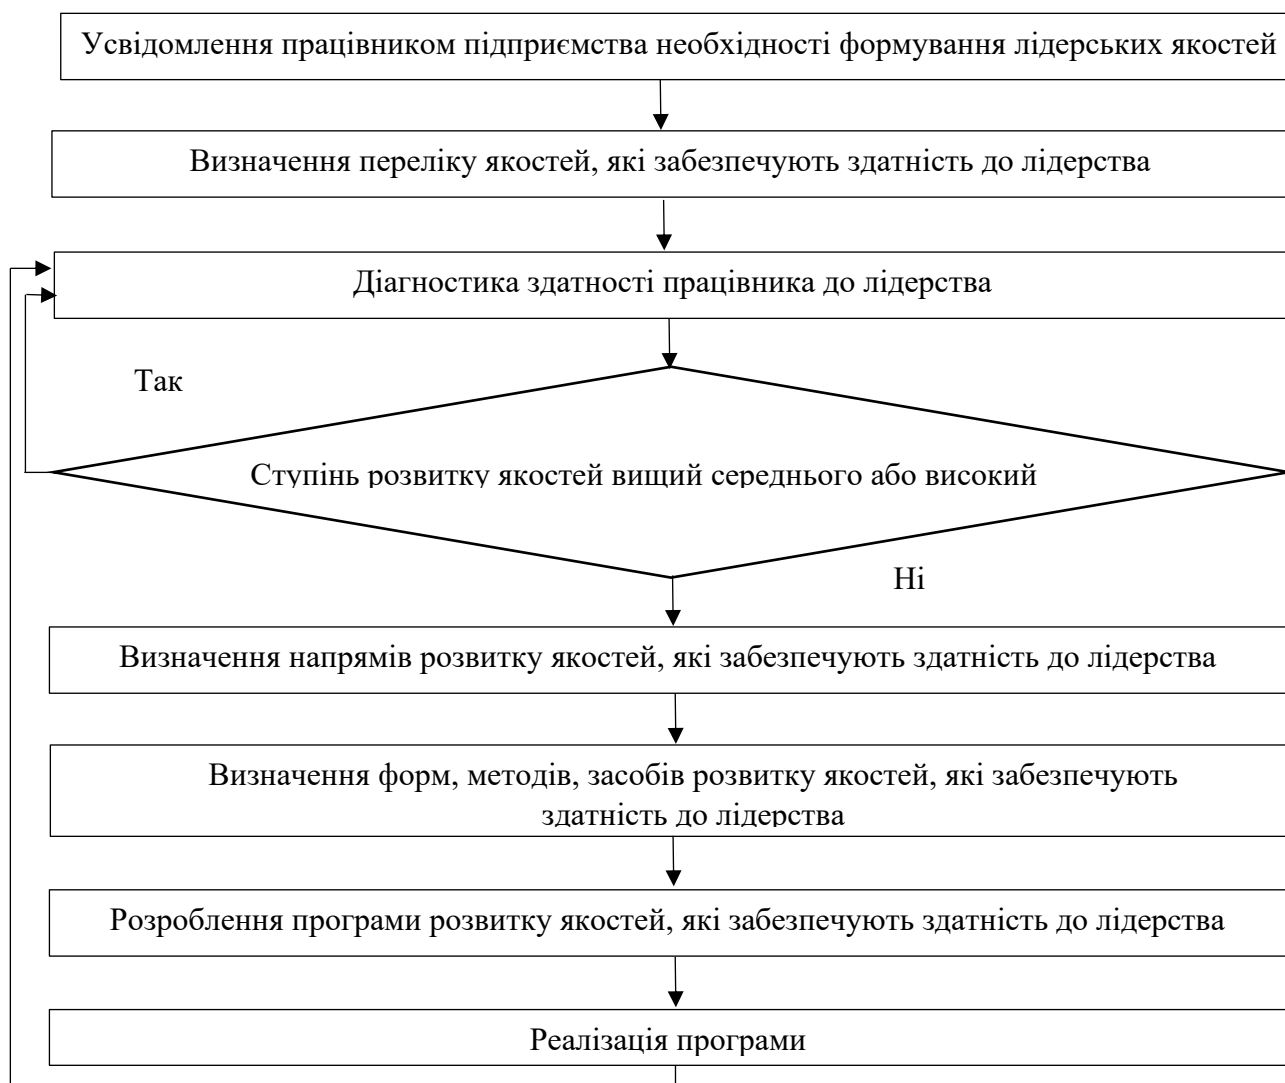 Усвідомлення працівником підприємства необхідності формування лідерських якостей
Визначення переліку якостей, які забезпечують здатність до лідерства
Діагностика здатності працівника до лідерства
Так
Ступінь розвитку якостей вищий середнього або високий
Ні
Визначення напрямів розвитку якостей, які забезпечують здатність до лідерства
Визначення форм, методів, засобів розвитку якостей, які забезпечують
здатність до лідерства
Розроблення програми розвитку якостей, які забезпечують здатність до лідерства
Реалізація програми